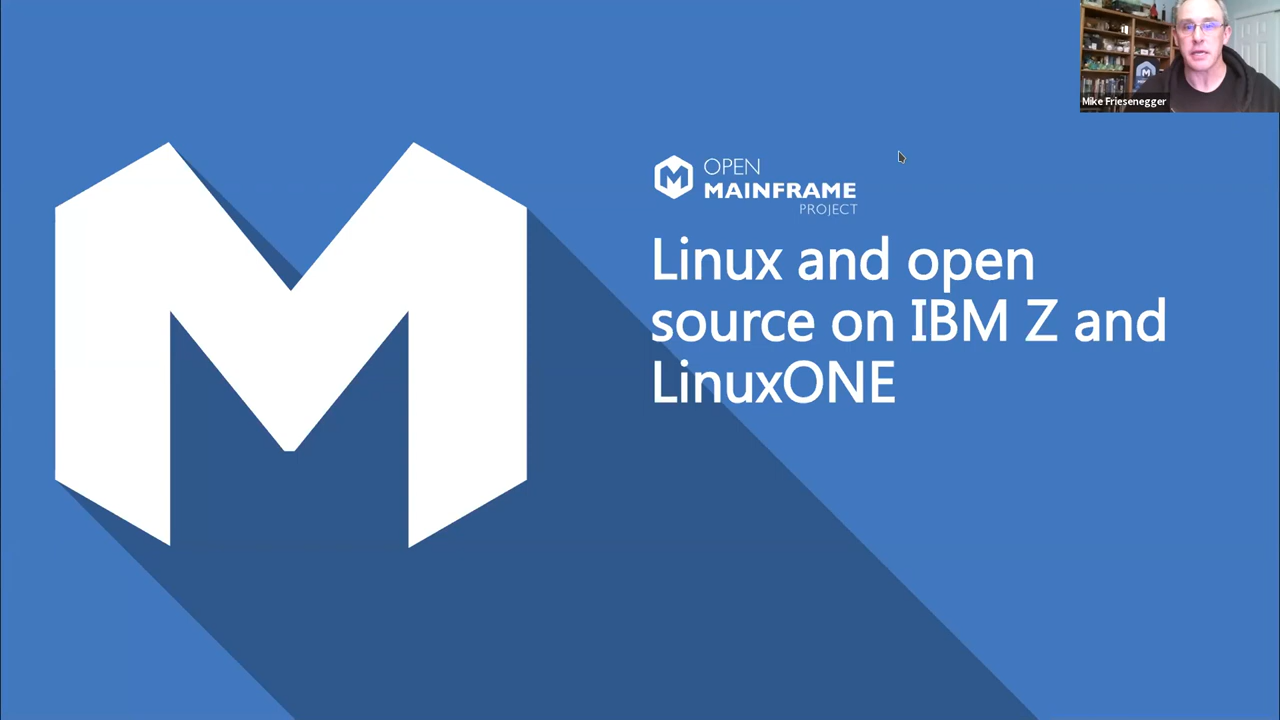 Mike Friesenegger
OPEN
MAINFRAME
PROJECT
Linux and open
source on IBM Z and
LinuxONE